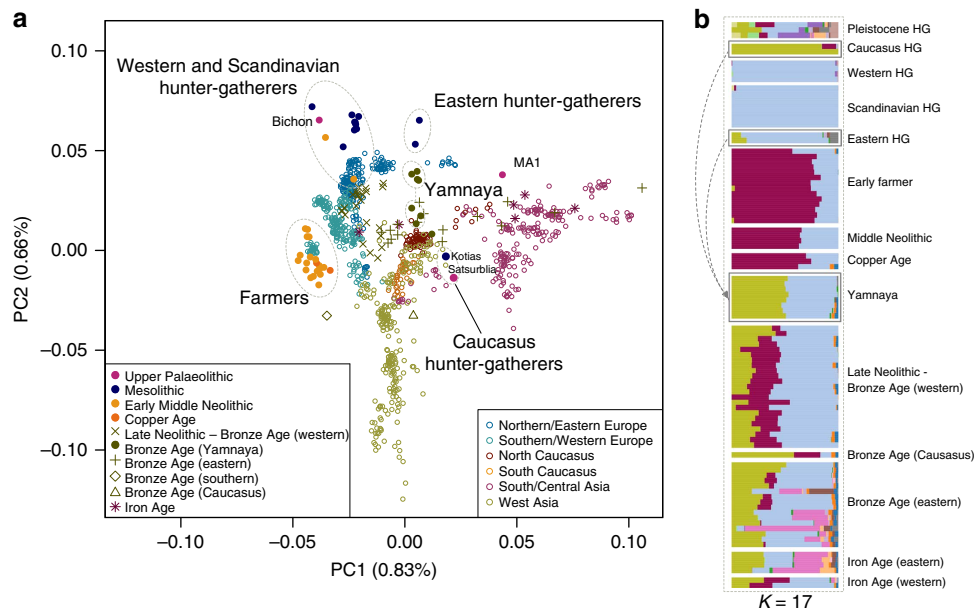 a
b
0.10
0.05
0.00
−0.05
−0.10
PC2 (0.66%)
Western and Scandinavian
hunter-gatherers
Bichon
Eastern hunter-gatherers
MA1
Yamnaya
Kotias
Satsurblia
Farmers
Caucasus
hunter-gatherers
Upper Palaeolithic
Mesolithic
Early Middle Neolithic
Copper Age
Late Neolithic – Bronze Age (western)
Bronze Age (Yamnaya)
Bronze Age (eastern)
Bronze Age (southern)
Bronze Age (Caucasus)
Iron Age
Northern/Eastern Europe
Southern/Western Europe
North Caucasus
South Caucasus
South/Central Asia
West Asia
−0.10
−0.05
0.00
0.05
0.10
PC1 (0.83%)
Pleistocene HG
Caucasus HG
Western HG
Scandinavian HG
Eastern HG
Early farmer
Middle Neolithic
Copper Age
Yamnaya
Late Neolithic -
Bronze Age (western)
Bronze Age (Causasus)
Bronze Age (eastern)
Iron Age (eastern)
Iron Age (western)
K = 17